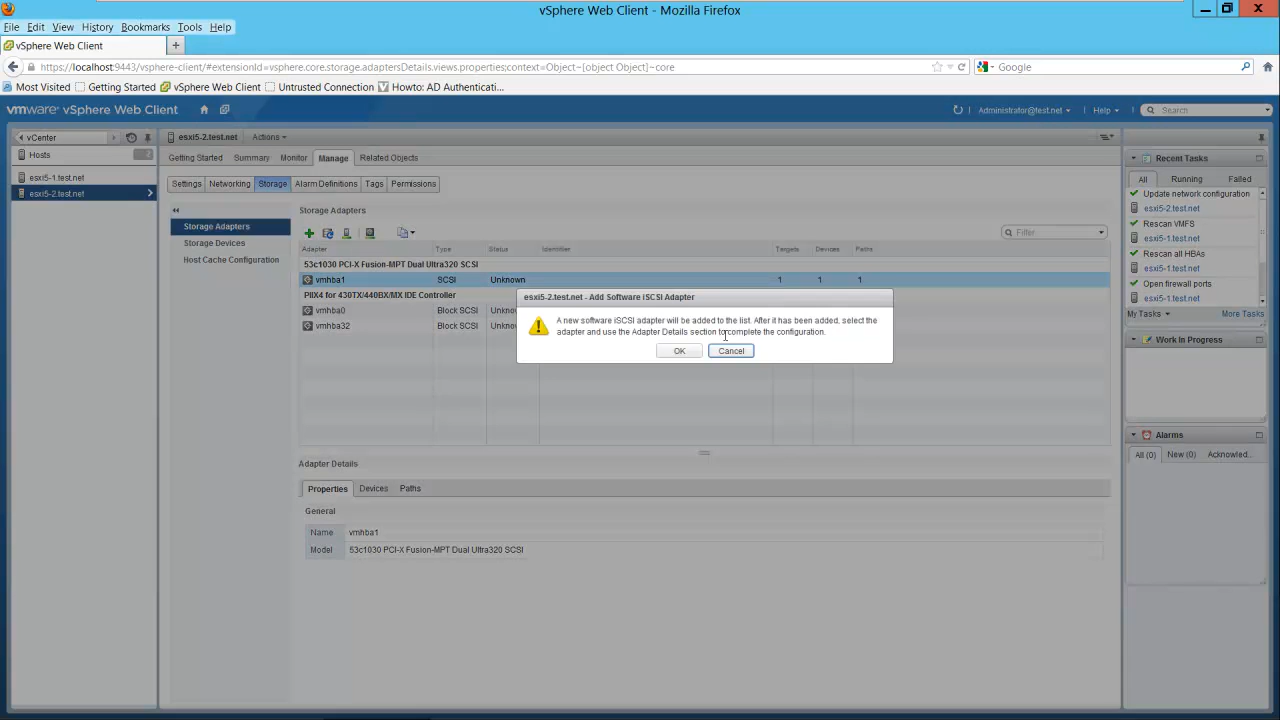 vSphere Web Client - Mozilla Firefox
File Edit View History Bookmarks Tools Help
vSphere Web Client
https://localhost:9443/vsphere-client/#extensionId=vsphere.core.storage.adaptersDetails.views.properties;context=Object~[object Object]~core
Google
Most Visited Getting Started vSphere Web Client Untrusted Connection Howto: AD Authenticati...
vmware vSphere Web Client
Administrator@test.net
Help
Search
vCenter
Hosts 2
esxi5-1.test.net
esxi5-2.test.net
esxi5-2.test.net Actions
Getting Started Summary Monitor Manage Related Objects
Settings Networking Storage Alarm Definitions Tags Permissions
Storage Adapters
Storage Devices
Host Cache Configuration
Storage Adapters
Filter
Adapter Type Status Identifier Targets Devices Paths
53c1030 PCI-X Fusion-MPT Dual Ultra320 SCSI
vmhba1 SCSI Unknown 1 1 1
PIIX4 for 430TX/440BX/MX IDE Controller
vmhba0 Block SCSI
vmhba32 Block SCSI
esxi5-2.test.net - Add Software iSCSI Adapter
A new software iSCSI adapter will be added to the list. After it has been added, select the
adapter and use the Adapter Details section to complete the configuration.
OK Cancel
Adapter Details
Properties Devices Paths
General
Name vmhba1
Model 53c1030 PCI-X Fusion-MPT Dual Ultra320 SCSI
Recent Tasks
All Running Failed
Update network configuration
esxi5-2.test.net
Rescan VMFS
esxi5-1.test.net
Rescan all HBAs
esxi5-1.test.net
Open firewall ports
esxi5-1.test.net
My Tasks More Tasks
Work In Progress
Alarms
All (0) New (0) Acknowled...